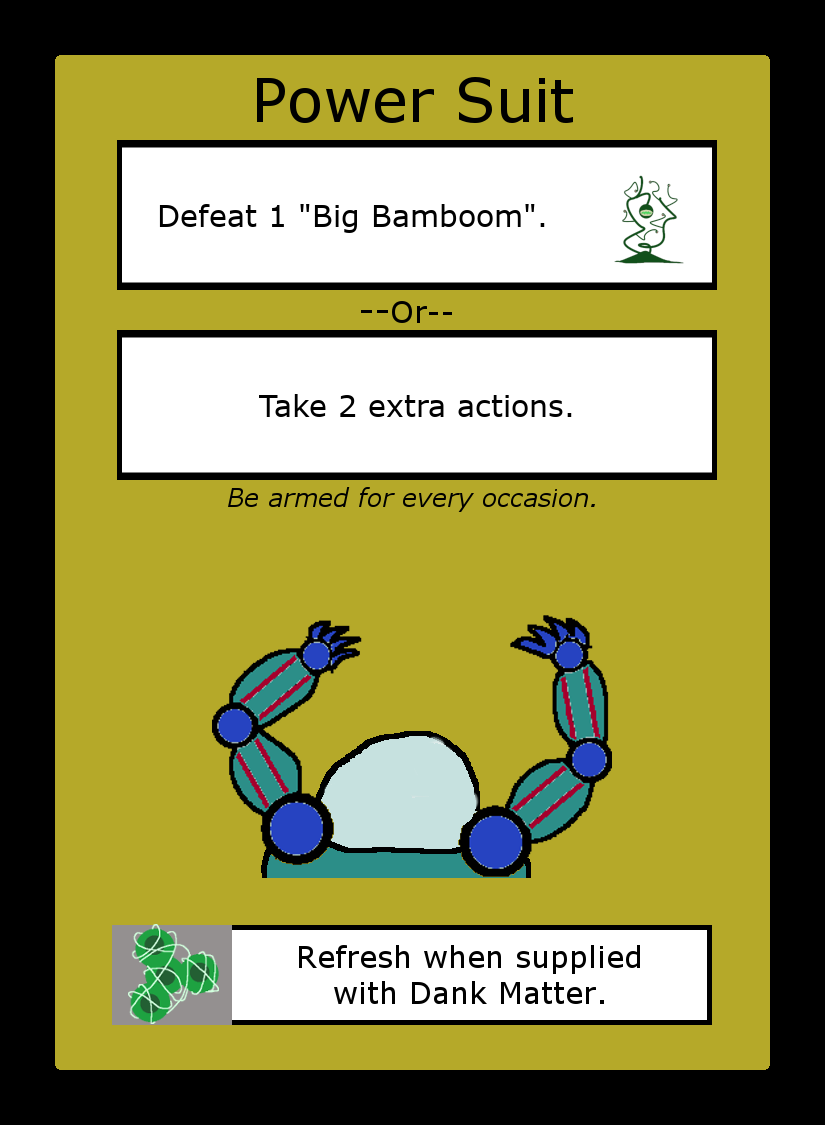 Power Suit
Defeat 1 "Big Bamboom".
--Or--
Take 2 extra actions.
Be armed for every occasion.
Refresh when supplied
with Dank Matter.